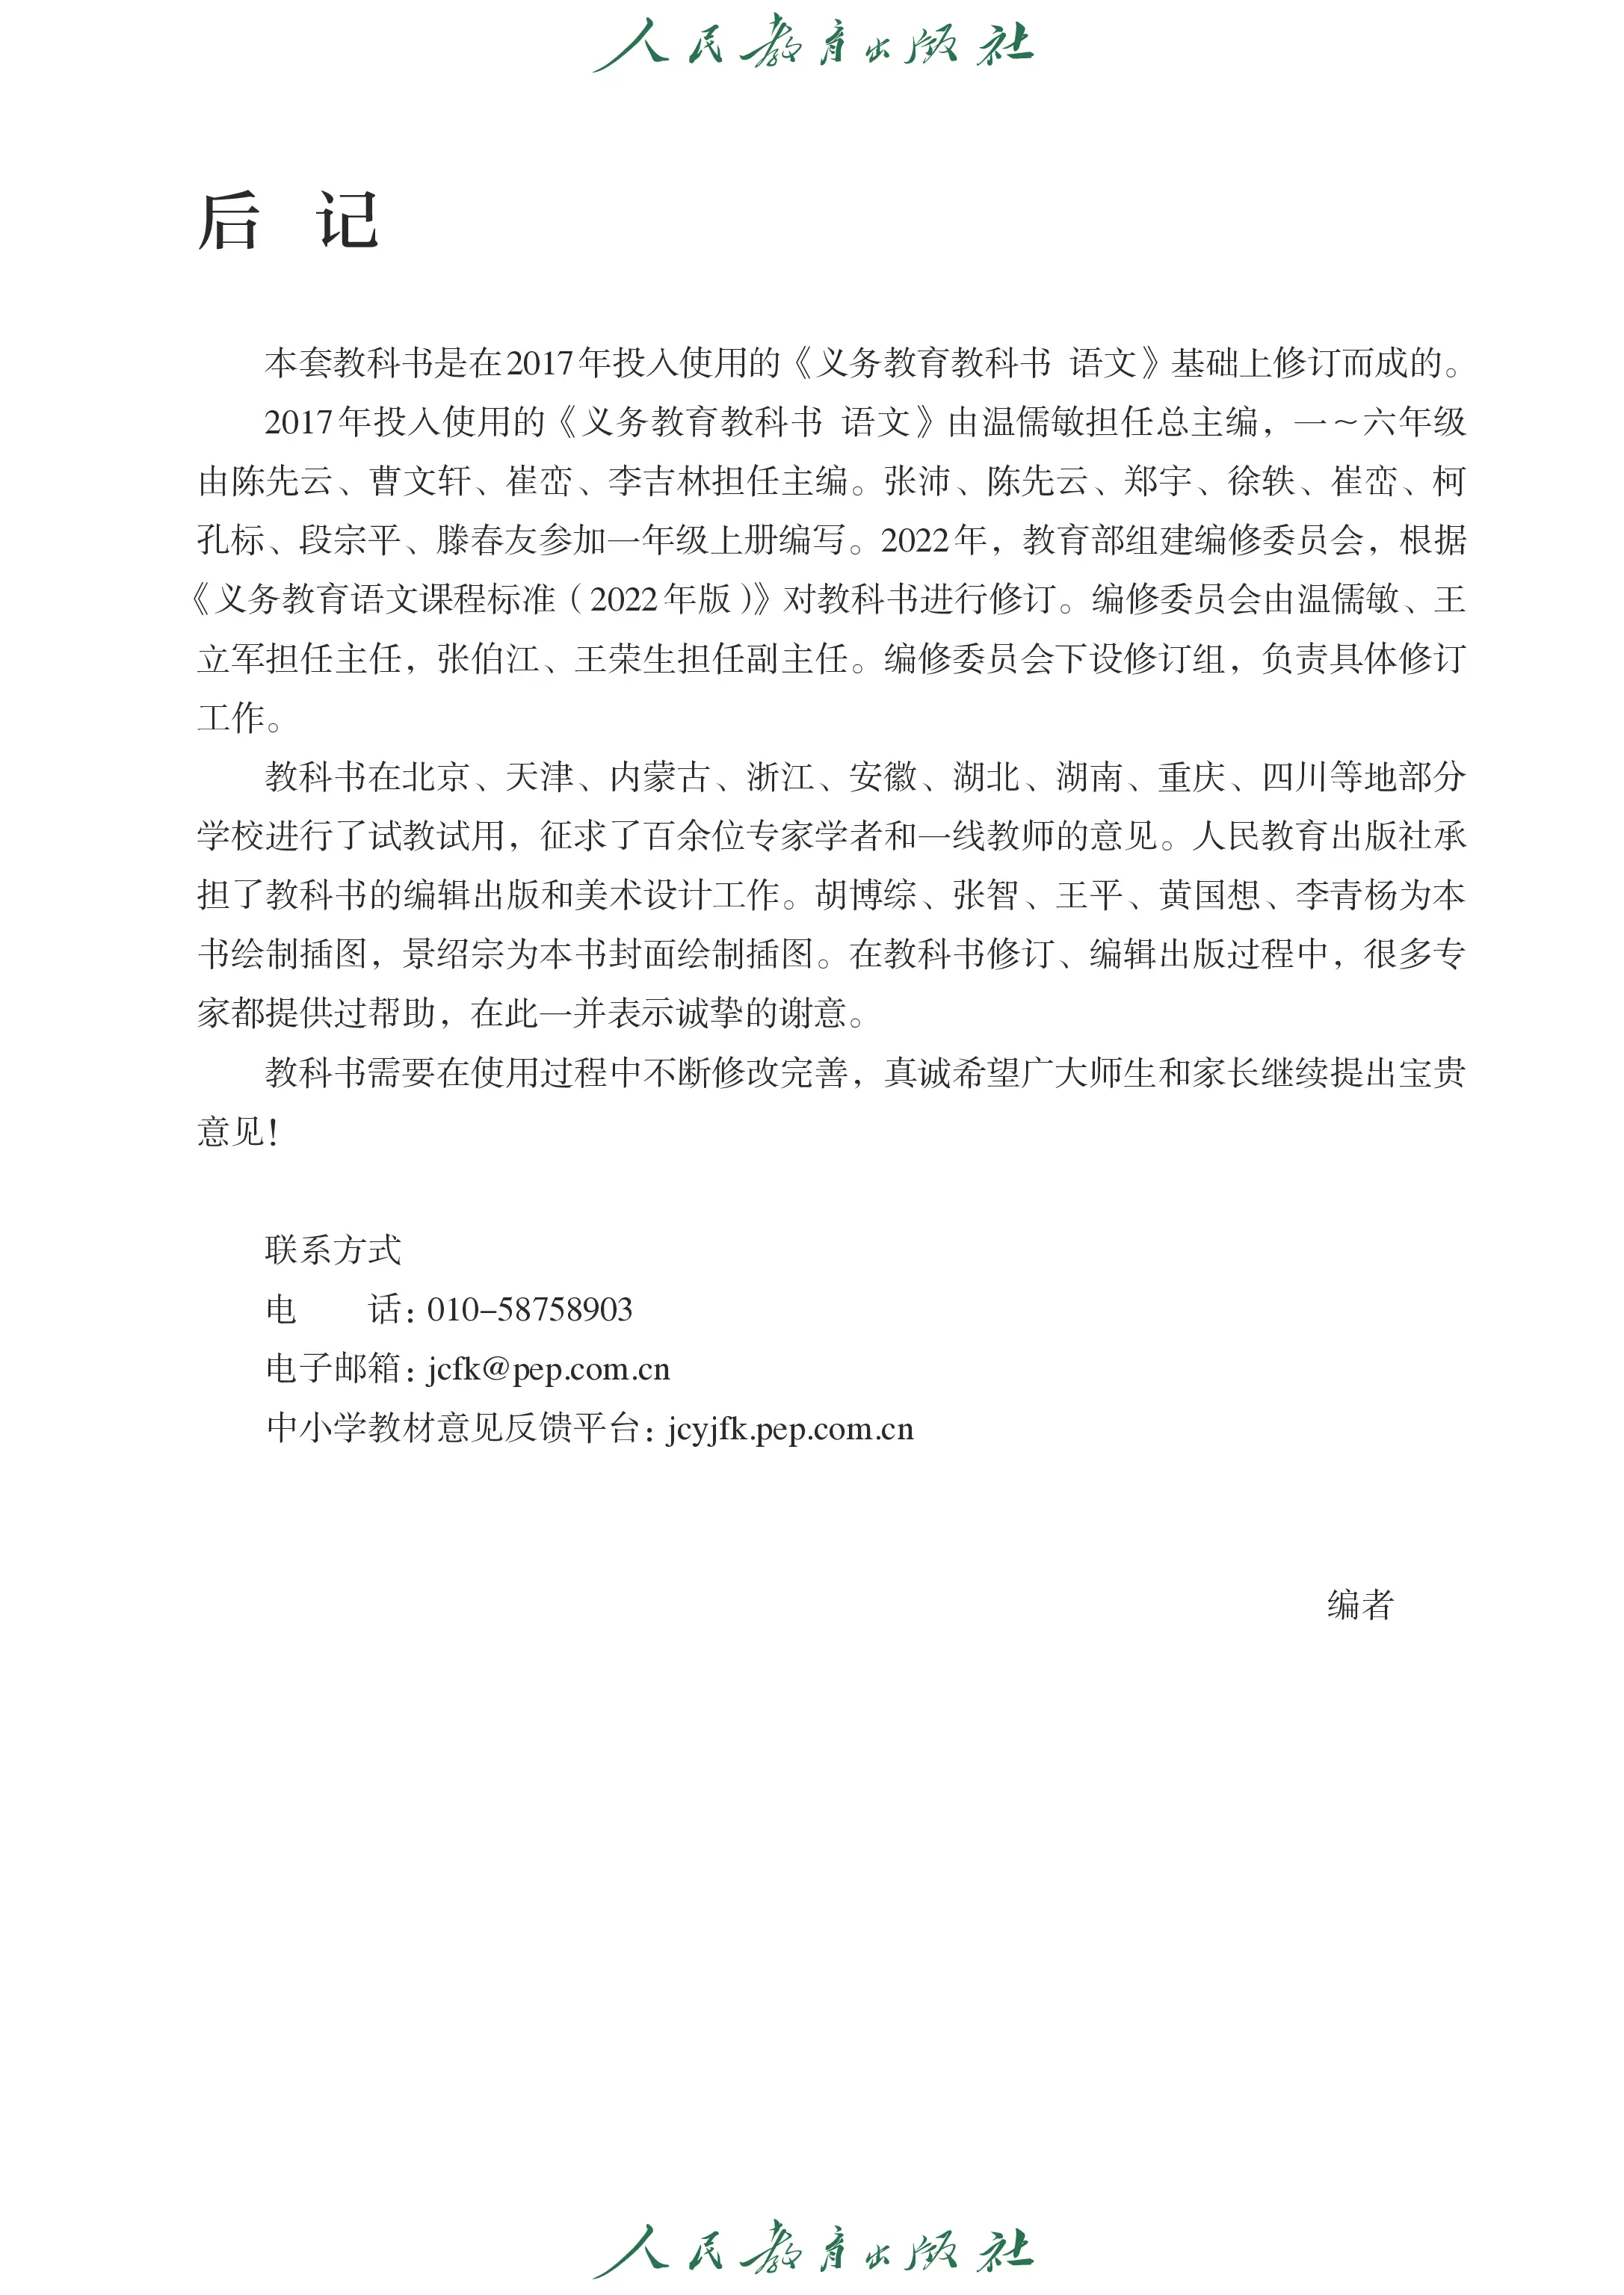 人民教育出版社
后 记
本套教科书是在2017年投入使用的《义务教育教科书 语文》基础上修订而成的。
2017年投入使用的《义务教育教科书 语文》由温儒敏担任总主编，一～六年级
由陈先云、曹文轩、崔峦、李吉林担任主编。张沛、陈先云、郑宇、徐轶、崔峦、柯
孔标、段宗平、滕春友参加一年级上册编写。2022年，教育部组建编修委员会，根据
《义务教育语文课程标准（2022年版）》对教科书进行修订。编修委员会由温儒敏、王
立军担任主任，张伯江、王荣生担任副主任。编修委员会下设修订组，负责具体修订
工作。
教科书在北京、天津、内蒙古、浙江、安徽、湖北、湖南、重庆、四川等地部分
学校进行了试教试用，征求了百余位专家学者和一线教师的意见。人民教育出版社承
担了教科书的编辑出版和美术设计工作。胡博综、张智、王平、黄国想、李青杨为本
书绘制插图，景绍宗为本书封面绘制插图。在教科书修订、编辑出版过程中，很多专
家都提供过帮助，在此一并表示诚挚的谢意。
教科书需要在使用过程中不断修改完善，真诚希望广大师生和家长继续提出宝贵
意见！
联系方式
电 话：010-58758903
电子邮箱：jcfk@pep.com.cn
中小学教材意见反馈平台：jcyjfk.pep.com.cn
编者
人民教育出版社